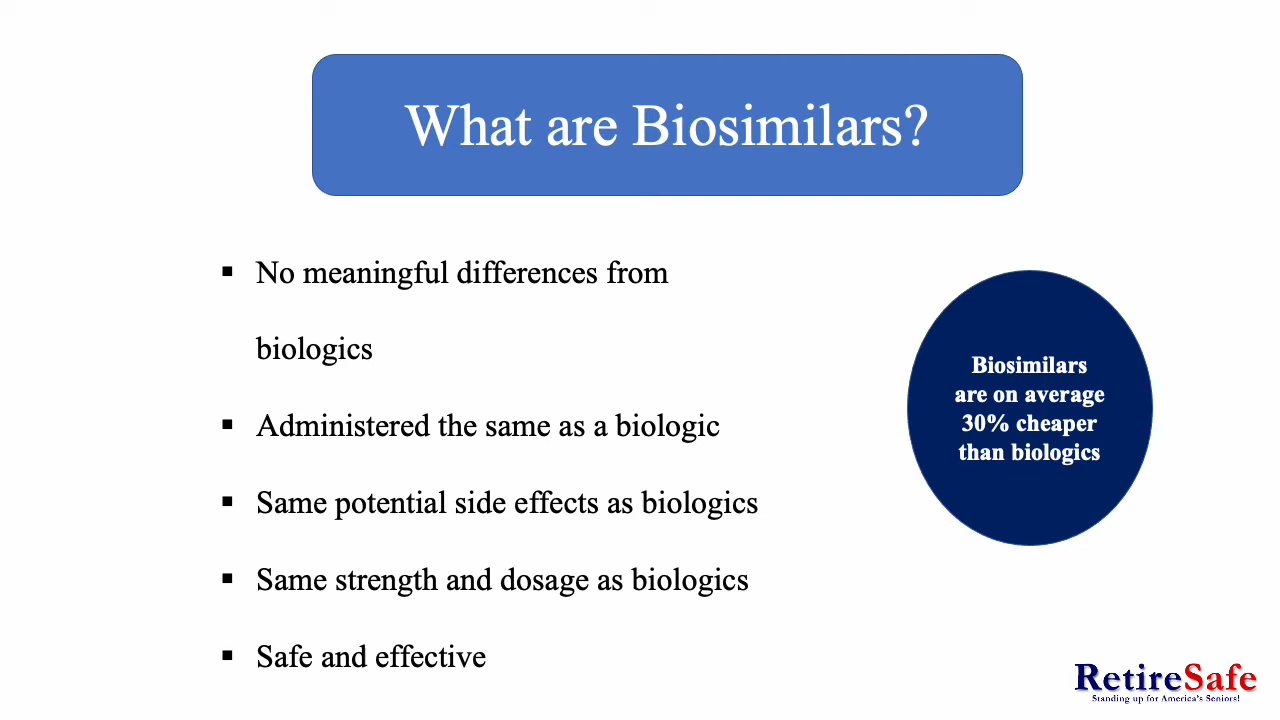 What are Biosimilars?
▪ No meaningful differences from
biologics
▪ Administered the same as a biologic
▪ Same potential side effects as biologics
▪ Same strength and dosage as biologics
▪ Safe and effective
Biosimilars
are on average
30% cheaper
than biologics
RetireSafe
Standing up for America's Seniors!